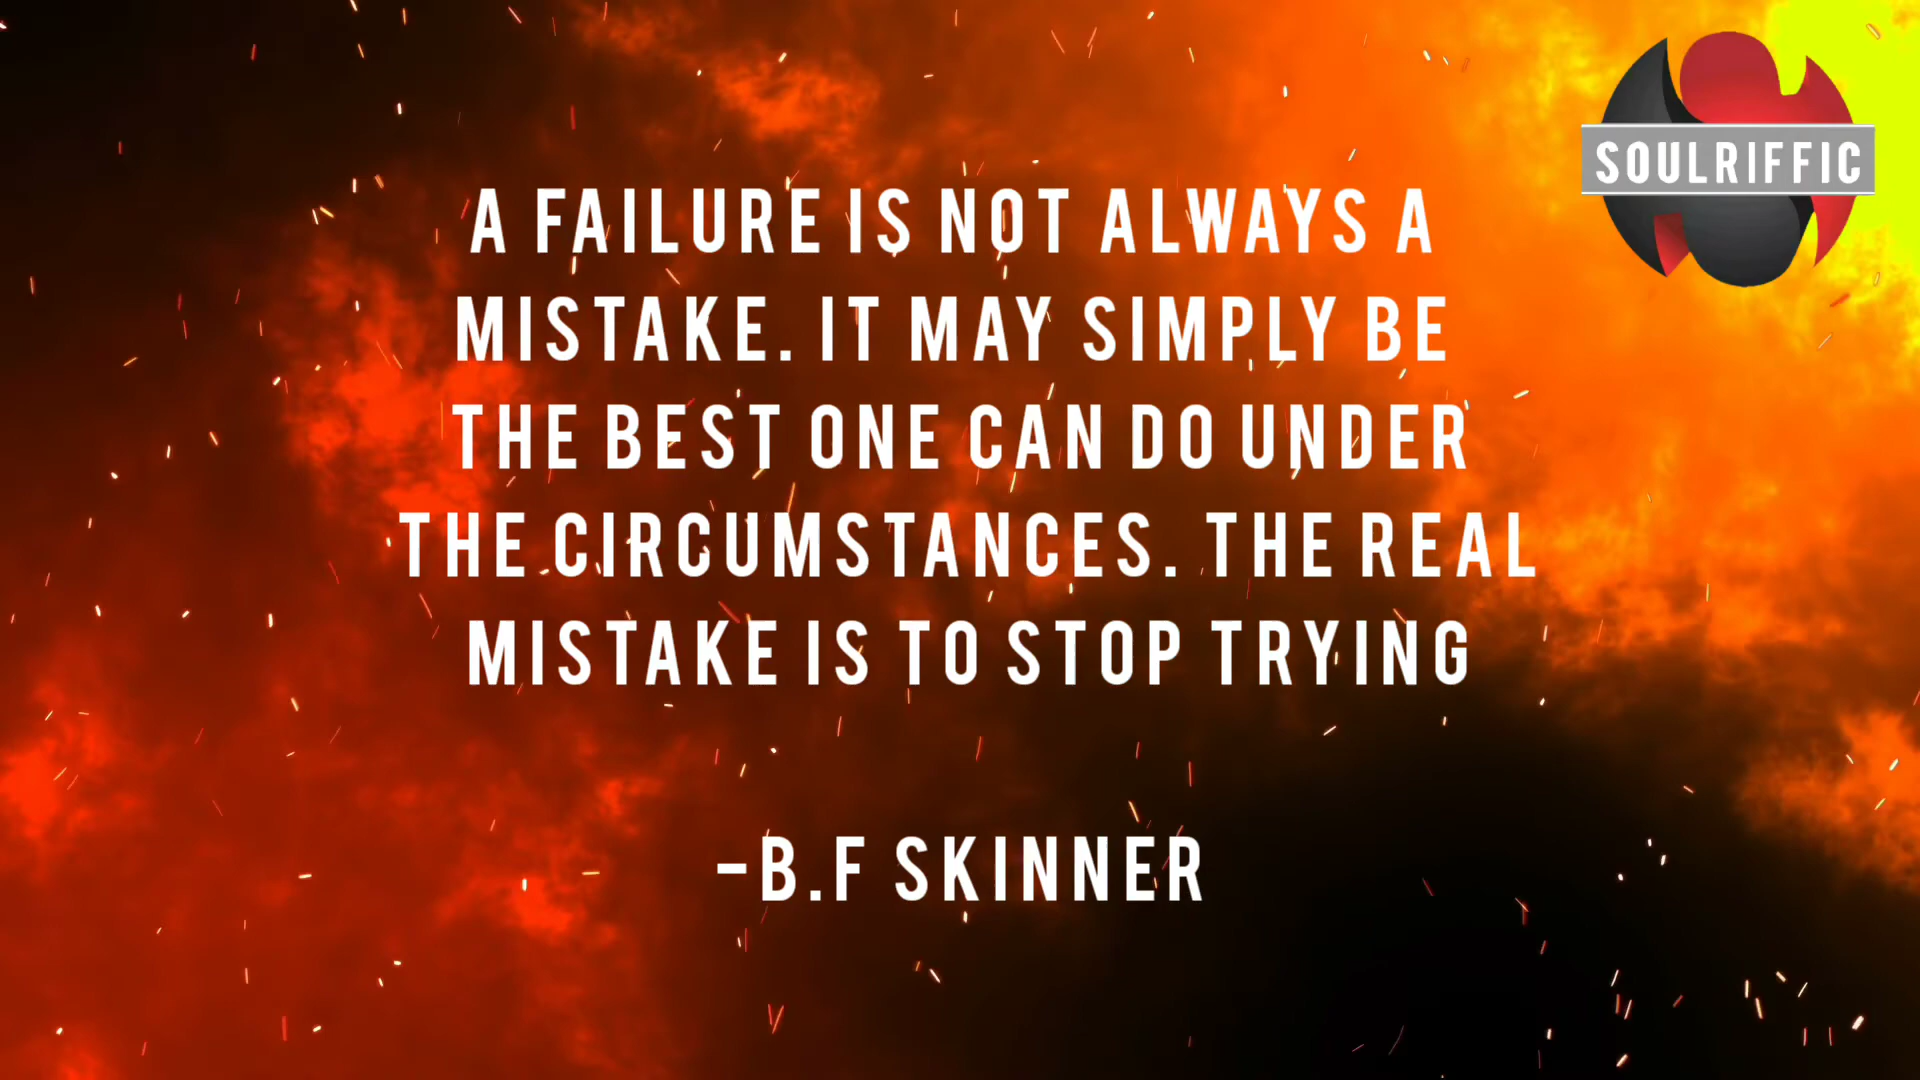 SOULRIFFIC
A FAILURE IS NOT ALWAYS A
MISTAKE. IT MAY SIMPLY BE
THE BEST ONE CAN DO UNDER
THE CIRCUMSTANCES. THE REAL
MISTAKE IS TO STOP TRYING
-B.F SKINNER